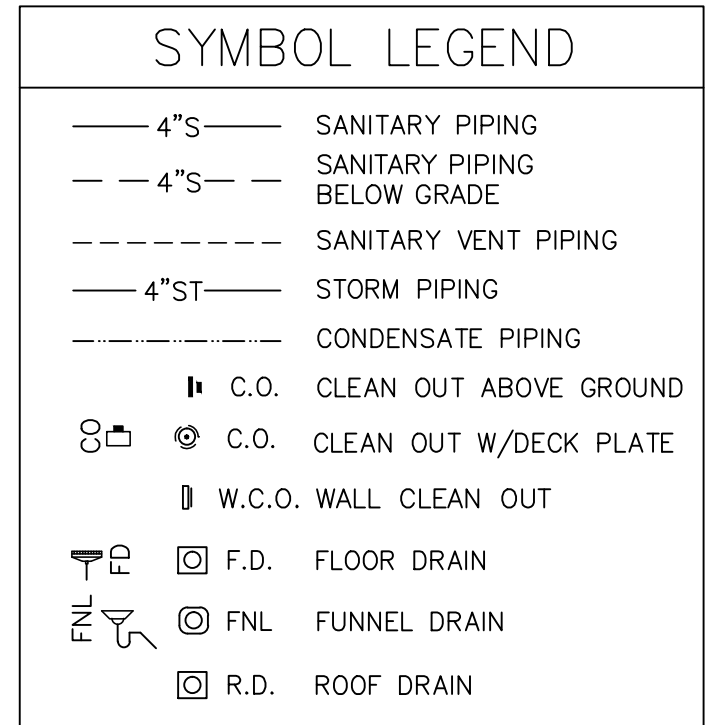 SYMBOL LEGEND
4"S SANITARY PIPING
4"S SANITARY PIPING
BELOW GRADE
SANITARY VENT PIPING
4"ST STORM PIPING
CONDENSATE PIPING
C.O. CLEAN OUT ABOVE GROUND
CO C.O. CLEAN OUT W/DECK PLATE
W.C.O. WALL CLEAN OUT
FD F.D. FLOOR DRAIN
FNL FNL FUNNEL DRAIN
R.D. ROOF DRAIN